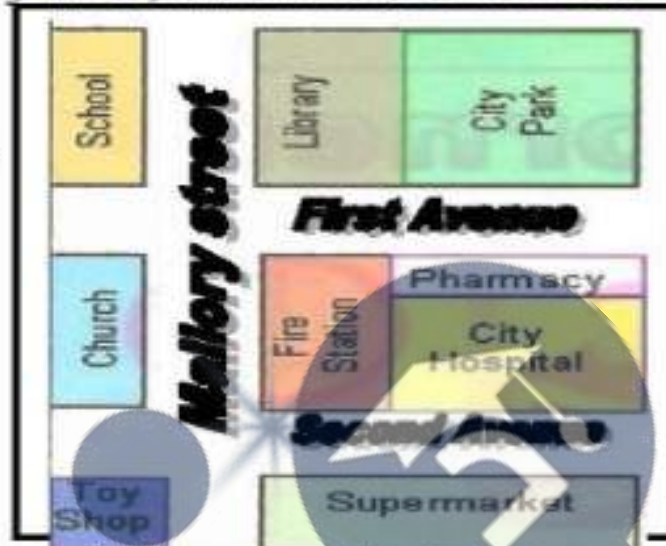 School
Mallory street
Library
City
Park
First Avenue
Church
Fire
Station
Pharmacy
City
Hospital
Second Avenue
Toy
Shop
Supermarket